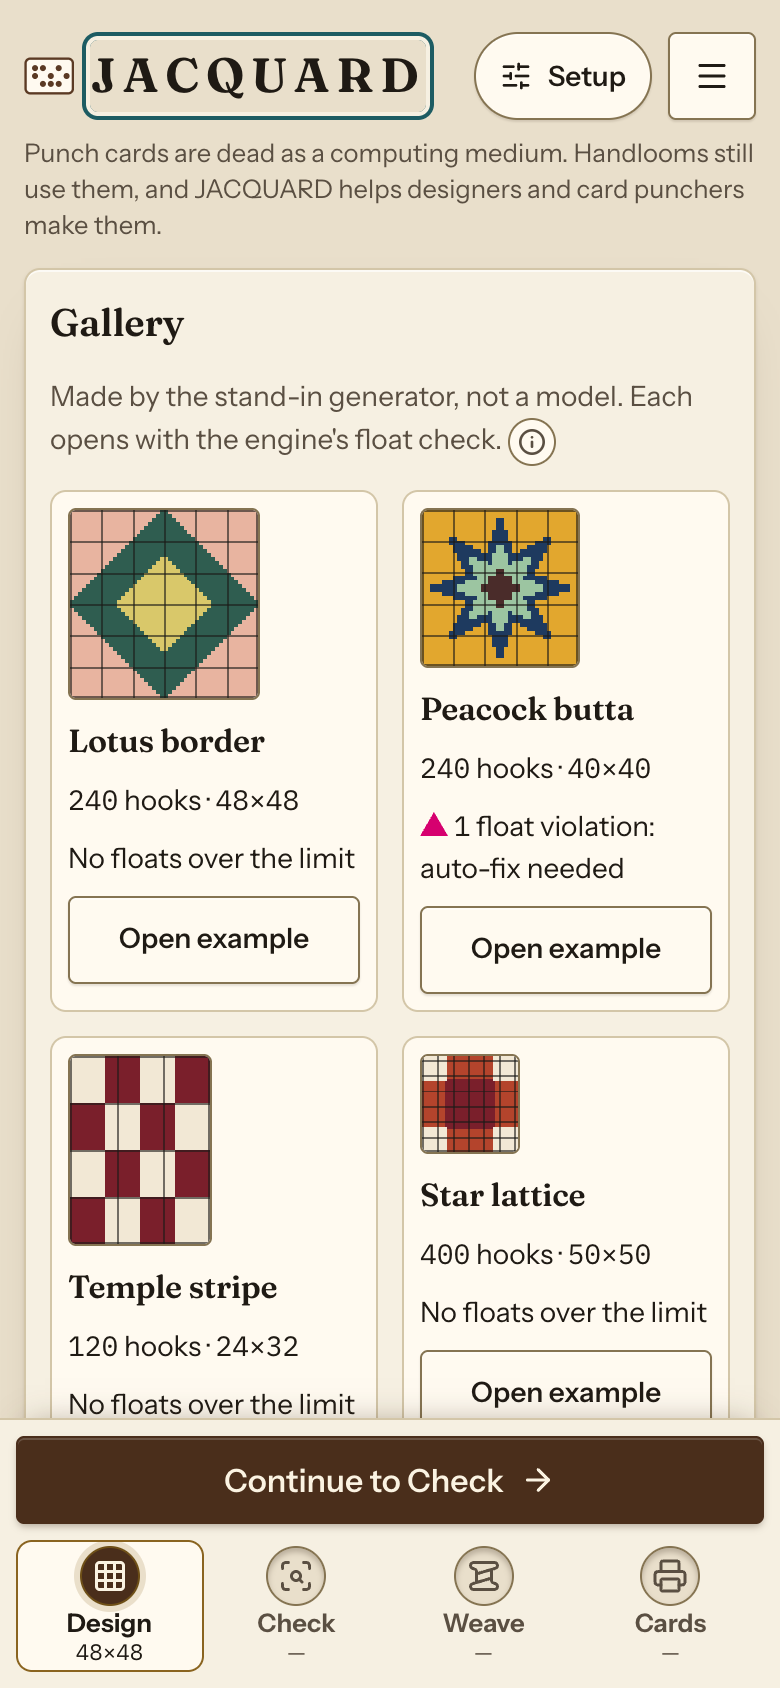 JACQUARD
Setup
Punch cards are dead as a computing medium. Handlooms still
use them, and JACQUARD helps designers and card punchers
make them.
Gallery
Made by the stand-in generator, not a model. Each
opens with the engine's float check.
Lotus border
240 hooks · 48×48
No floats over the limit
Open example
Peacock butta
240 hooks · 40×40
1 float violation:
auto-fix needed
Open example
Temple stripe
120 hooks · 24×32
No floats over the limit
Star lattice
400 hooks · 50×50
No floats over the limit
Open example
Continue to Check →
Design
48×48
Check
—
Weave
—
Cards
—